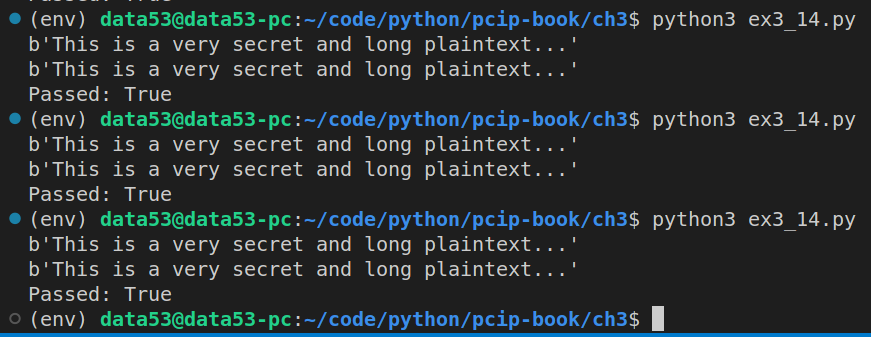 Passed: True
(env) data53@data53-pc:~/code/python/pcip-book/ch3$ python3 ex3_14.py
b'This is a very secret and long plaintext...'
b'This is a very secret and long plaintext...'
Passed: True
(env) data53@data53-pc:~/code/python/pcip-book/ch3$ python3 ex3_14.py
b'This is a very secret and long plaintext...'
b'This is a very secret and long plaintext...'
Passed: True
(env) data53@data53-pc:~/code/python/pcip-book/ch3$ python3 ex3_14.py
b'This is a very secret and long plaintext...'
b'This is a very secret and long plaintext...'
Passed: True
(env) data53@data53-pc:~/code/python/pcip-book/ch3$